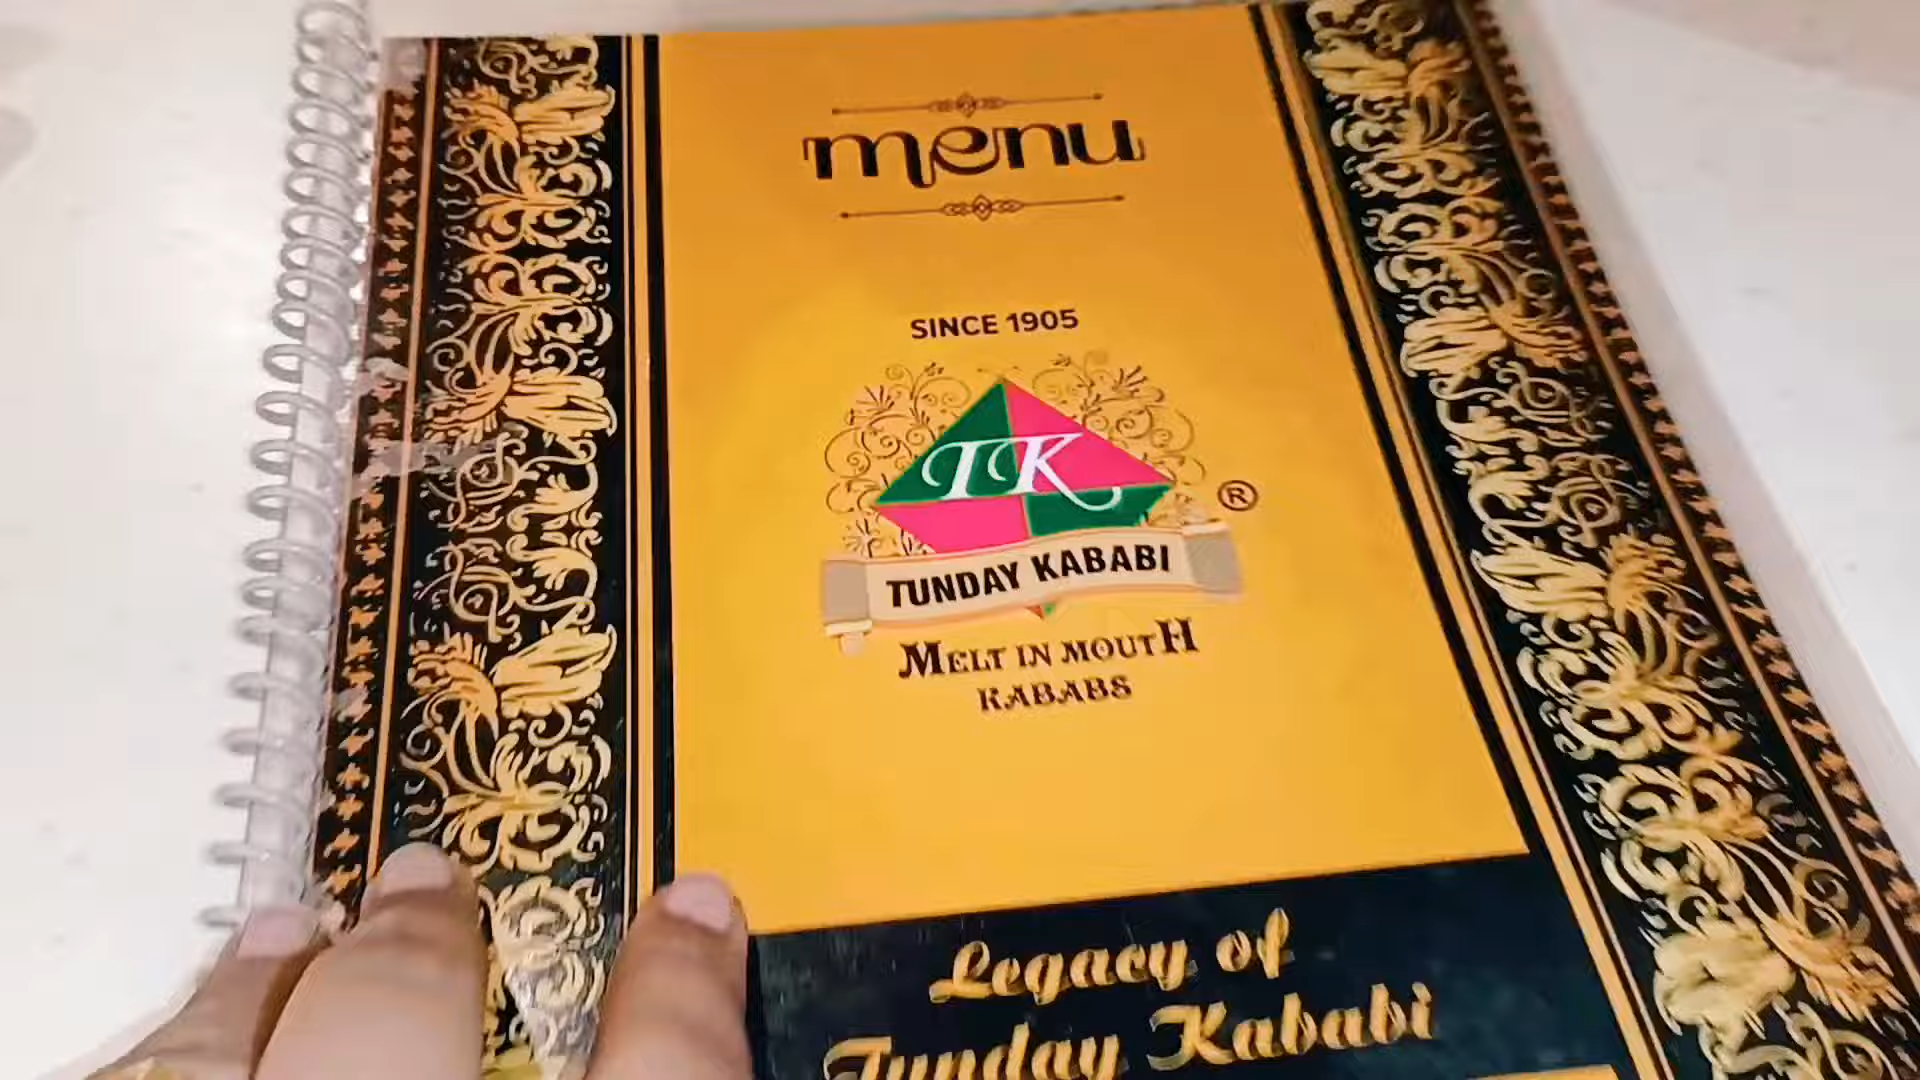 menu
SINCE 1905
TK
®
TUNDAY KABABI
MELT IN MOUTH
KABABS
Legacy of
Tunday Kababi